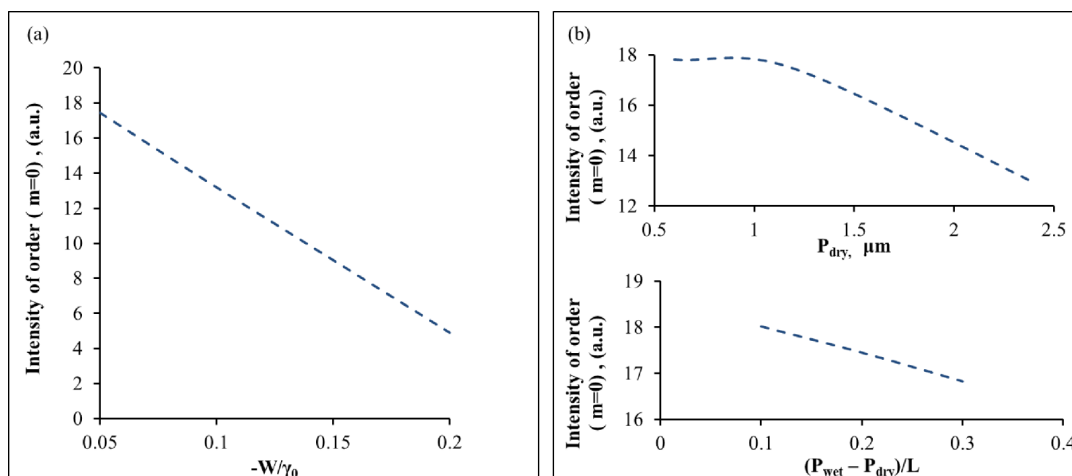 (a)
Intensity of order ( m=0) , (a.u.)
20
18
16
14
12
10
8
6
4
2
0
0.05 0.1 0.15 0.2
-W/γ0
(b)
Intensity of order
( m=0) , (a.u.)
18
16
14
12
0.5 1 1.5 2 2.5
Pdry, μm
Intensity of order
(m=0) , (a.u.)
19
18
17
16
0 0.1 0.2 0.3 0.4
(Pwet – Pdry)/L